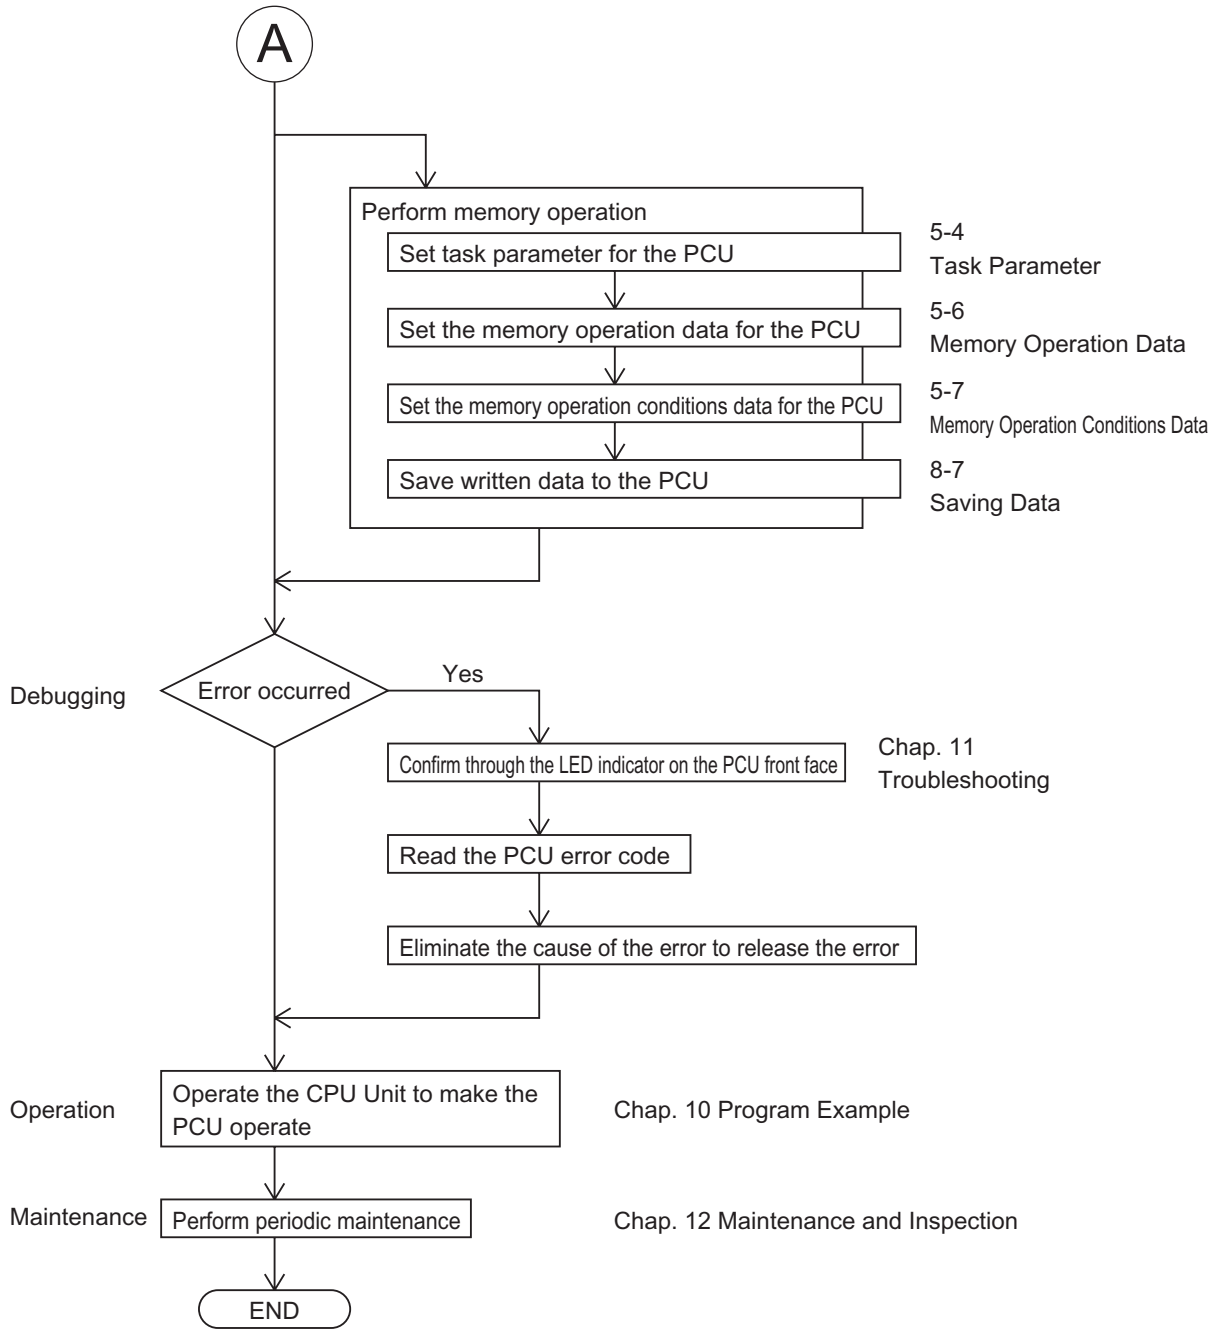 A
Perform memory operation
Set task parameter for the PCU
5-4
Task Parameter
Set the memory operation data for the PCU
5-6
Memory Operation Data
Set the memory operation conditions data for the PCU
5-7
Memory Operation Conditions Data
Save written data to the PCU
8-7
Saving Data
Debugging
Error occurred
Yes
Confirm through the LED indicator on the PCU front face
Chap. 11
Troubleshooting
Read the PCU error code
Eliminate the cause of the error to release the error
Operation
Operate the CPU Unit to make the
PCU operate
Chap. 10 Program Example
Maintenance
Perform periodic maintenance
Chap. 12 Maintenance and Inspection
END